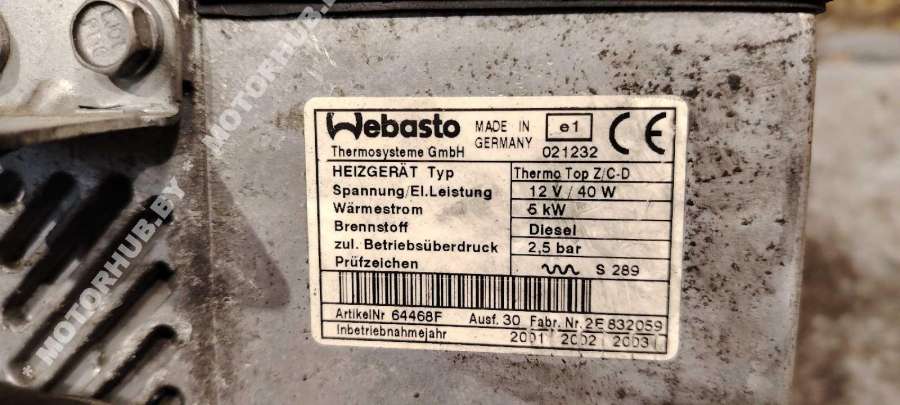 Webasto
MADE IN GERMANY
e1
CE
Thermosysteme GmbH
021232
HEIZGERÄT Typ Thermo Top Z/C-D
Spannung/El.Leistung 12 V / 40 W
Wärmestrom 5 kW
Brennstoff Diesel
zul. Betriebsüberdruck 2,5 bar
Prüfzeichen S 289
ArtikelNr 64468F Ausf. 30 Fabr. Nr. 2E832059
Inbetriebnahmejahr 2001 2002 2003
MOTORHUB.BY
MOTORHUB.BY